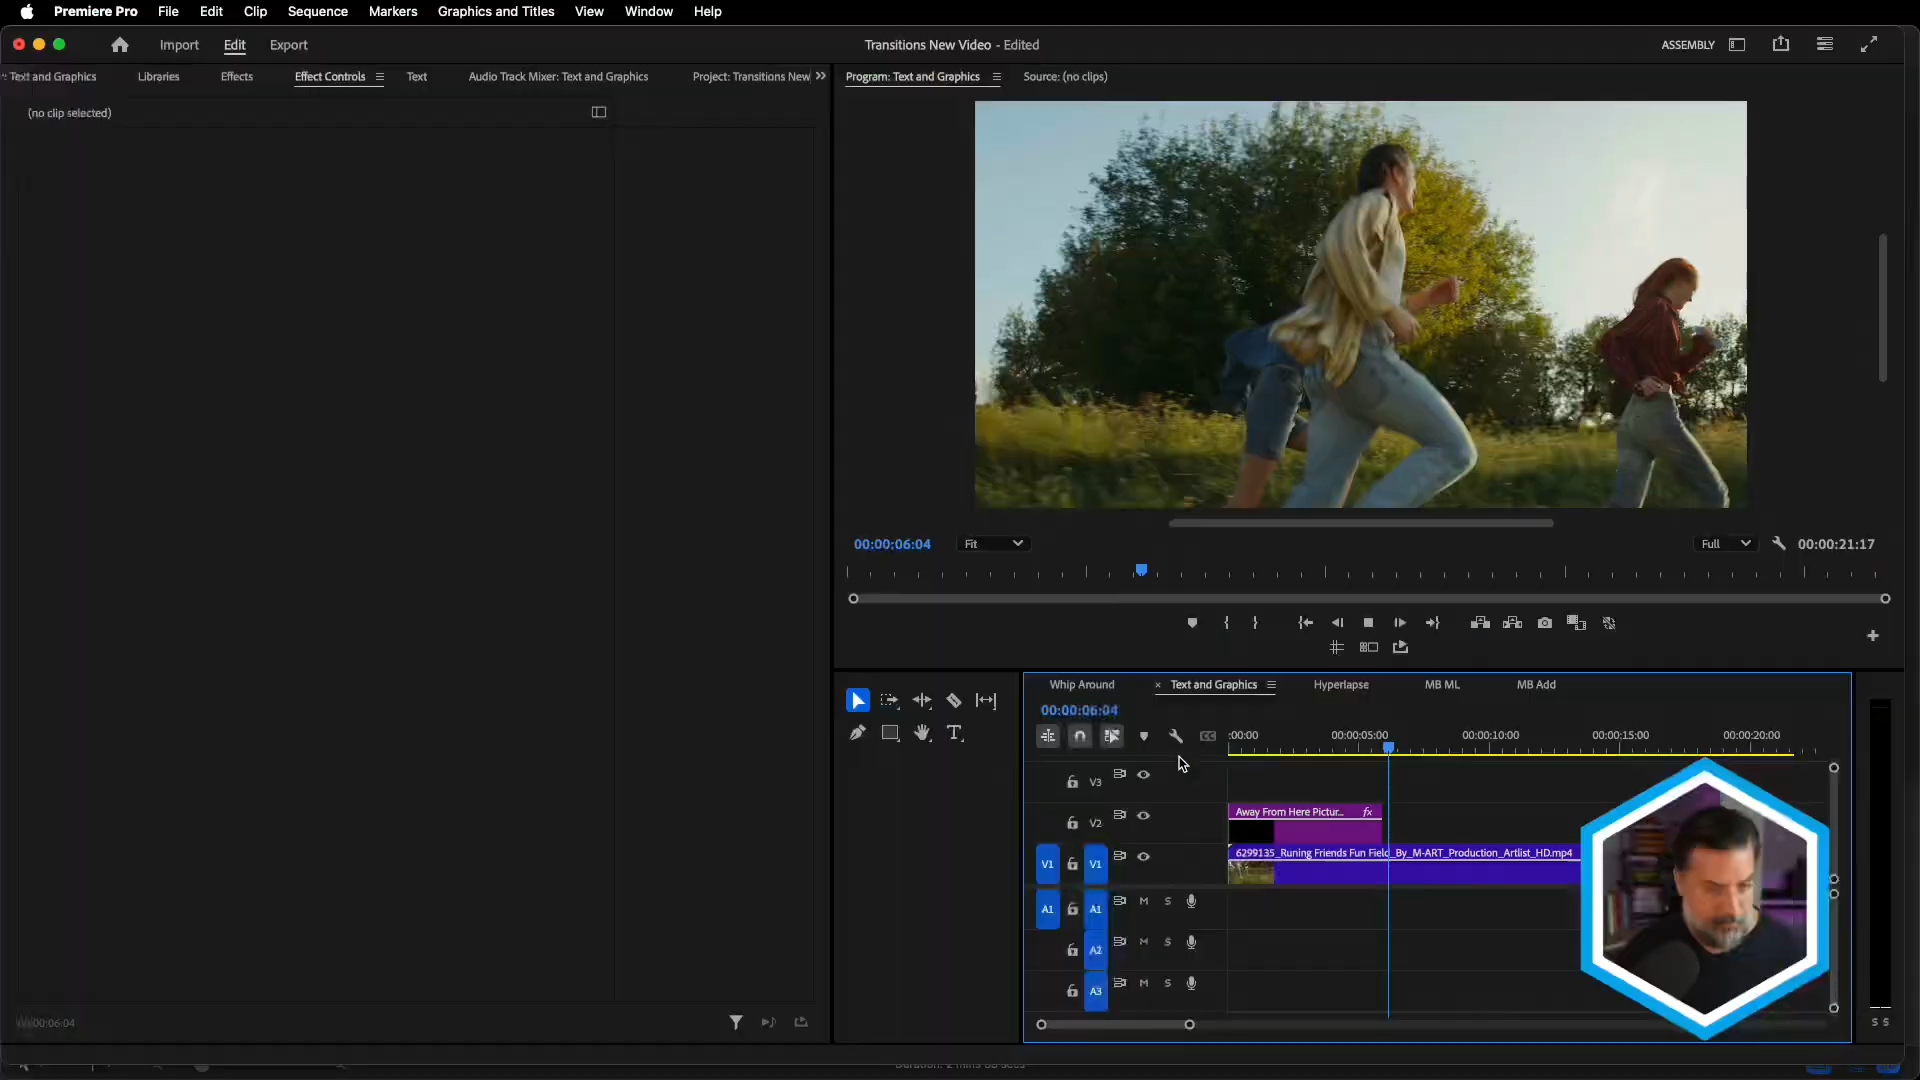 Premiere Pro File Edit Clip Sequence Markers Graphics and Titles View Window Help
Import Edit Export Transitions New Video - Edited ASSEMBLY
Text and Graphics Libraries Effects Effect Controls Text Audio Track Mixer: Text and Graphics Project: Transitions New Program: Text and Graphics Source: (no clips)
(no clip selected)
00:00:06:04 Fit Full 00:00:21:17
Whip Around Text and Graphics Hyperlapse MB ML MB Add
00:00:06:04
:00:00 00:00:05:00 00:00:10:00 00:00:15:00 00:00:20:00
V3
Away From Here Pictur... fx
V2
6299135_Runing Friends Fun Field_By_M-ART_Production_Artlist_HD.mp4
V1 V1
A1 A1 M S
A2 M S
A3 M S
00:06:04
S S